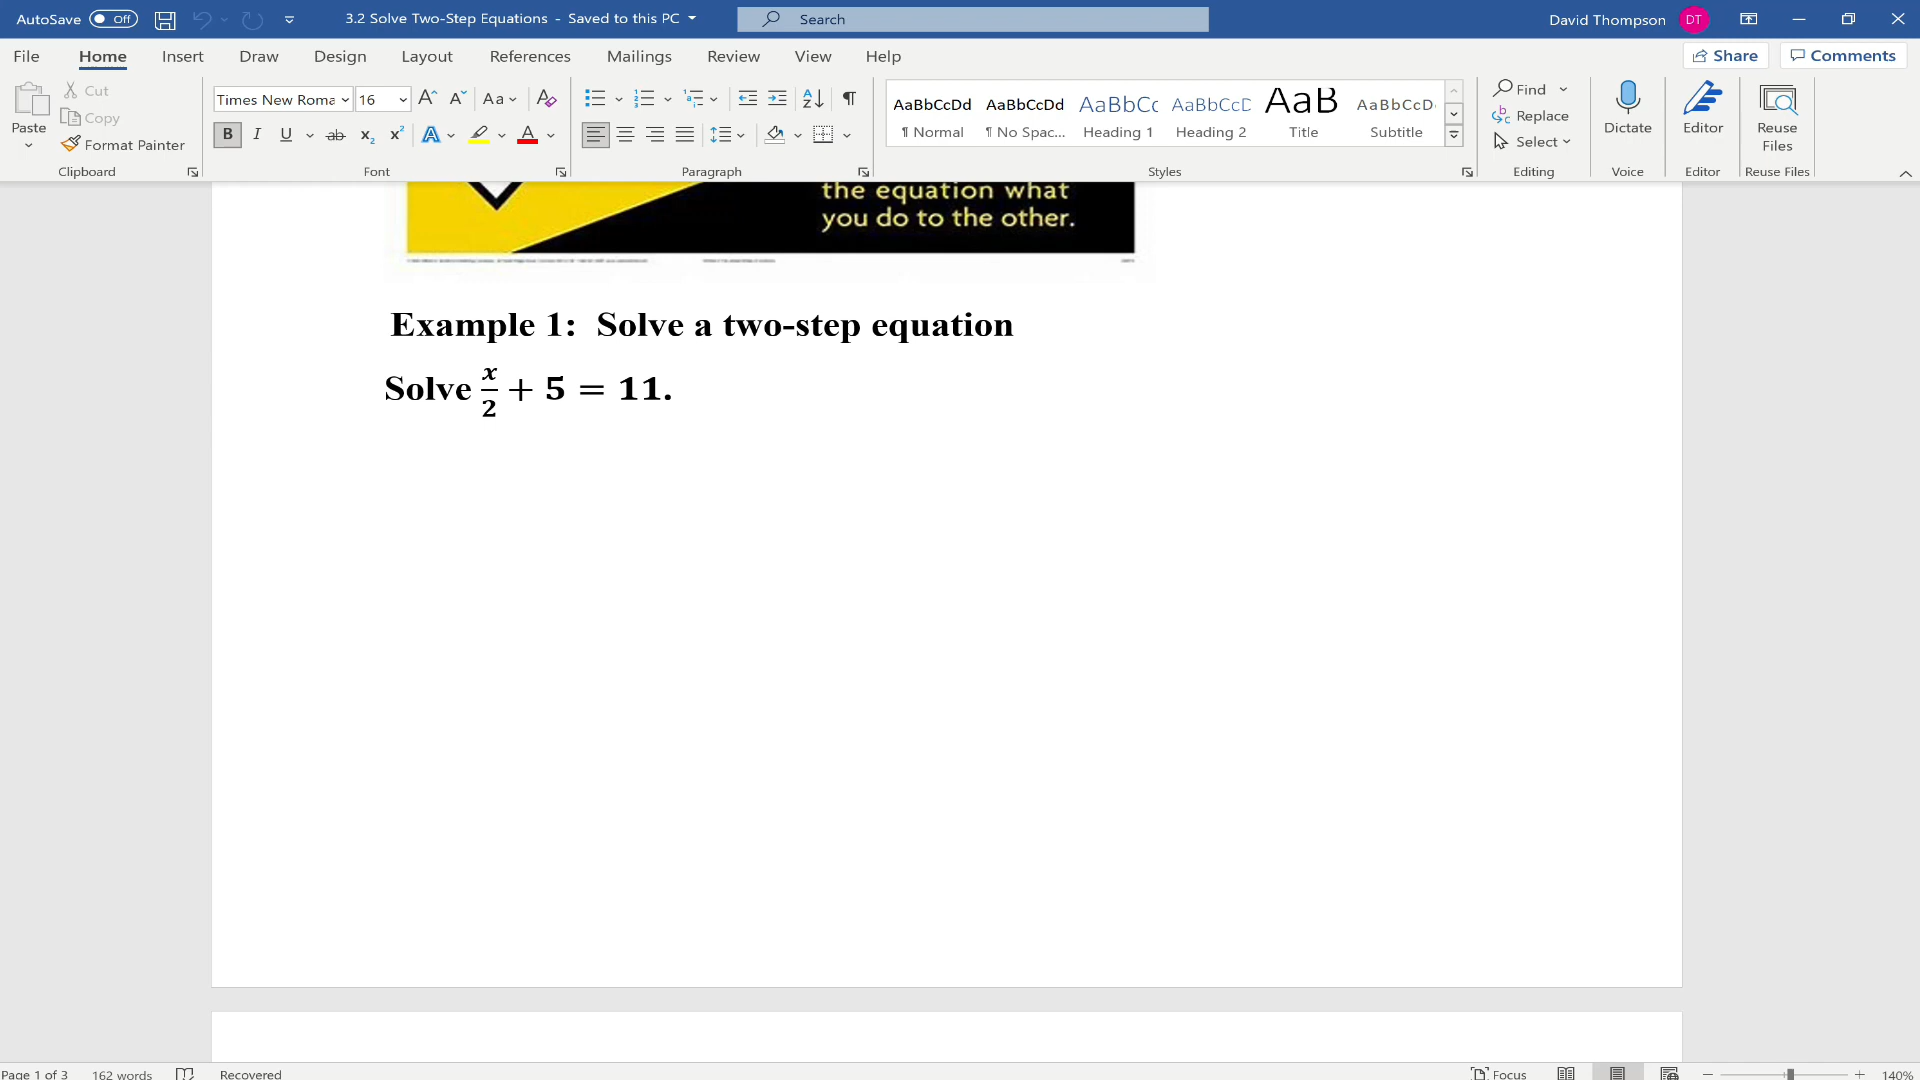 AutoSave Off 3.2 Solve Two-Step Equations - Saved to this PC Search David Thompson DT
File Home Insert Draw Design Layout References Mailings Review View Help Share Comments
Paste
Cut
Copy
Format Painter
Clipboard
Times New Roma 16
Font
Paragraph
AaBbCcDd AaBbCcDd AaBbCc AaBbCcD AaB AaBbCcD
¶ Normal ¶ No Spac... Heading 1 Heading 2 Title Subtitle
Styles
Find
Replace
Select
Editing
Dictate
Voice
Editor
Editor
Reuse
Files
Reuse Files
the equation what
you do to the other.
Example 1: Solve a two-step equation
Solve x/2 + 5 = 11.
Page 1 of 3 162 words Recovered Focus 140%